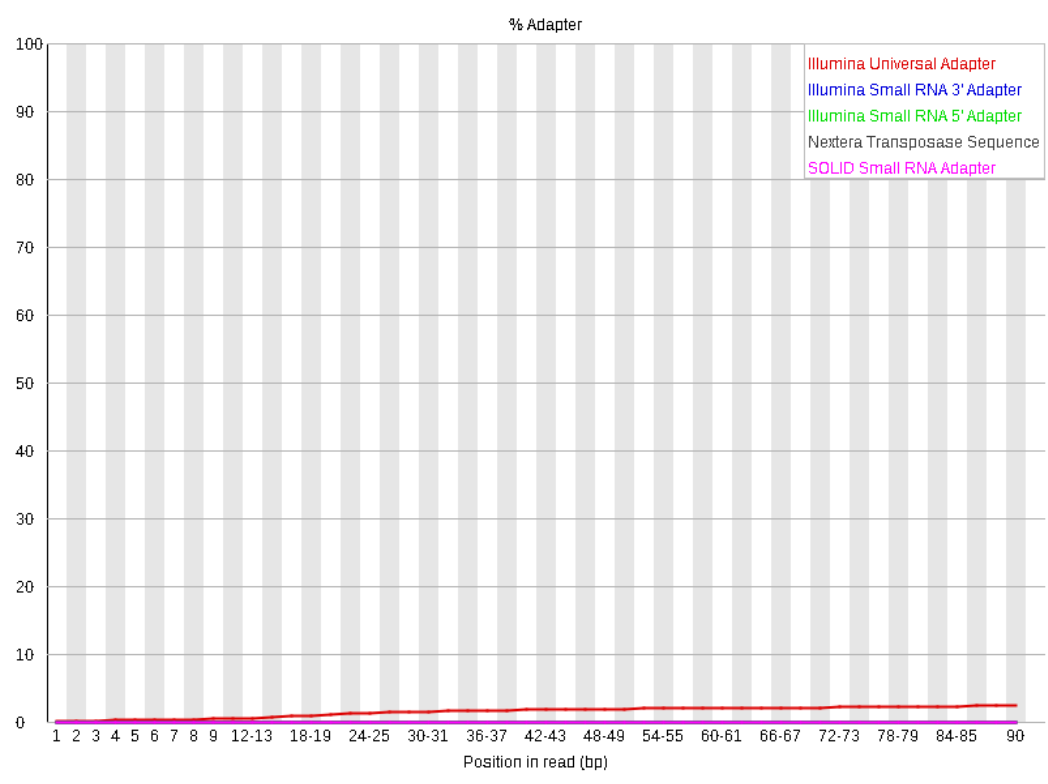 % Adapter
100
90
80
70
60
50
40
30
20
10
0
Illumina Universal Adapter
Illumina Small RNA 3' Adapter
Illumina Small RNA 5' Adapter
Nextera Transposase Sequence
SOLID Small RNA Adapter
1 2 3 4 5 6 7 8 9 12-13 18-19 24-25 30-31 36-37 42-43 48-49 54-55 60-61 66-67 72-73 78-79 84-85 90
Position in read (bp)